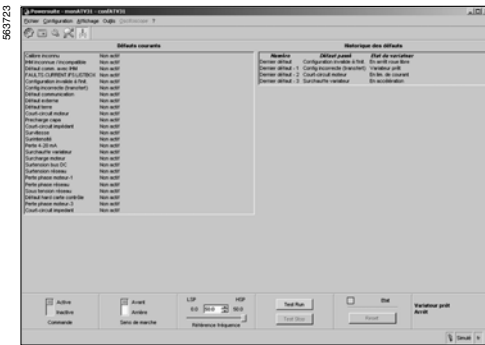 563723
Powersuite - monATV31 - confATV31
Fichier Configuration Affichage Outils Oscilloscope ?
Défauts courants
Historique des défauts
Calibre inconnu Non actif
IHM inconnue / incompatible Non actif
Défaut comm. avec IHM Non actif
FAULTS-CURRENT.IFS.LISTBOX Non actif
Configuration invalide à l'init. Non actif
Config incorrecte (transfert) Non actif
Défaut communication Non actif
Défaut externe Non actif
Défaut terre Non actif
Court-circuit moteur Non actif
Précharge capa Non actif
Court-circuit impédant Non actif
Survitesse Non actif
Surintensité Non actif
Perte 4-20 mA Non actif
Surchauffe variateur Non actif
Surcharge moteur Non actif
Surtension bus DC Non actif
Surtension réseau Non actif
Perte phase moteur-1 Non actif
Perte phase réseau Non actif
Sous tension réseau Non actif
Défaut hard carte contrôle Non actif
Perte phase moteur-3 Non actif
Court-circuit impedant Non actif
Nombre Défaut passé Etat du variateur
Dernier défaut Configuration invalide à l'init. En arrêt roue libre
Dernier défaut - 1 Config incorrecte (transfert) Variateur prêt
Dernier défaut - 2 Court-circuit moteur En lim. de courant
Dernier défaut - 3 Surchauffe variateur En accélération
Active
Inactive
Commande
Avant
Arrière
Sens de marche
LSP HSP
0.0 50.0 50.0
Référence fréquence
Test Run
Test Stop
Etat
Reset
Variateur prêt
Arrêt
Simulé